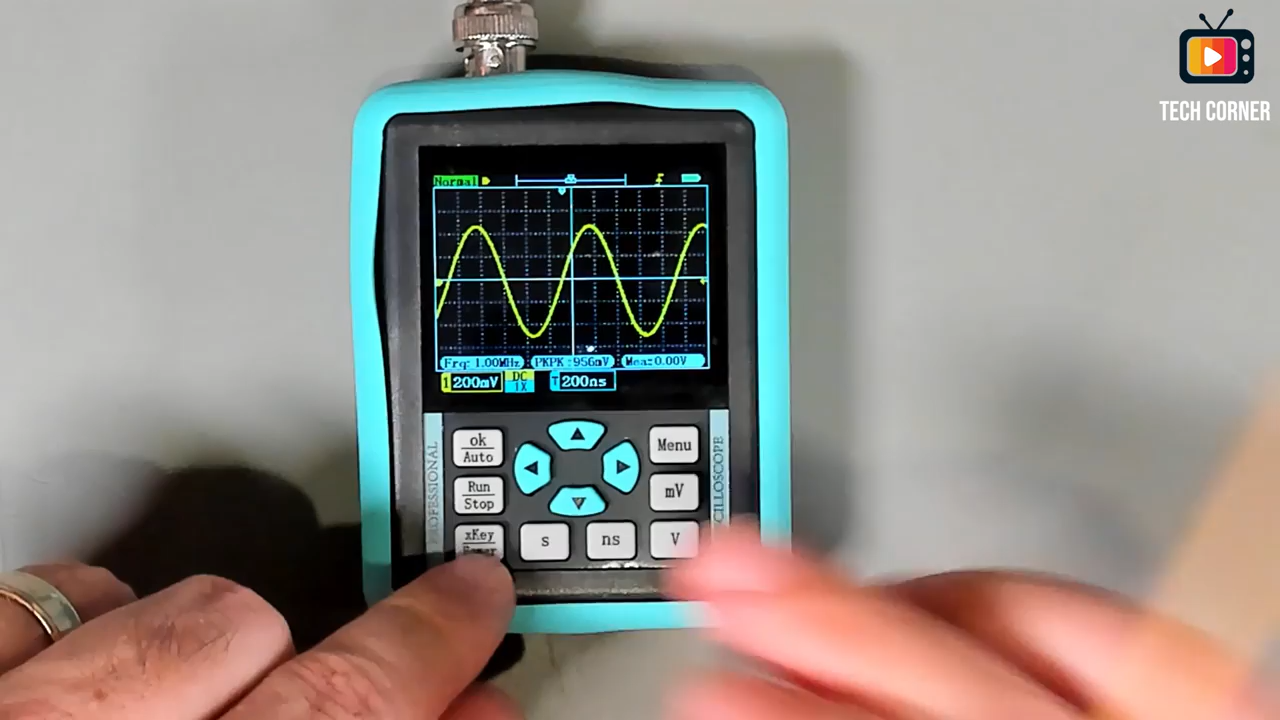 TECH CORNER
Normal
Frq:1.00MHz PKPK:956mV Mea:0.00V
1 200mV DC 1X T 200ns
ok
Auto
Menu
Run
Stop
mV
xKey
s
ns
V
PROFESSIONAL